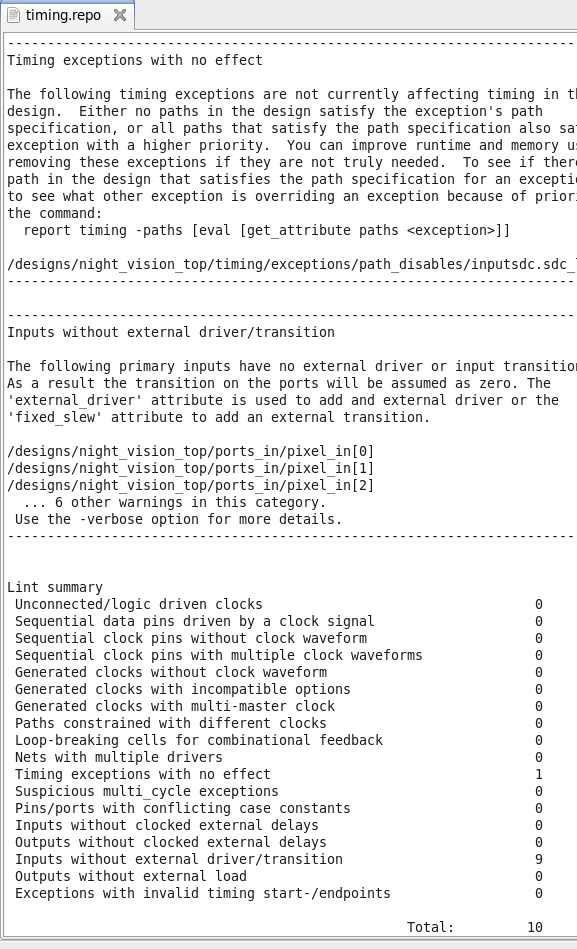 timing.repo
--------------------------------------------------------------------------------
Timing exceptions with no effect
The following timing exceptions are not currently affecting timing in
design.  Either no paths in the design satisfy the exception's path
specification, or all paths that satisfy the path specification also
exception with a higher priority.  You can improve runtime and memory
removing these exceptions if they are not truly needed.  To see if
path in the design that satisfies the path specification for an
to see what other exception is overriding an exception because of
the command:
  report timing -paths [eval [get_attribute paths <exception>]]
/designs/night_vision_top/timing/exceptions/path_disables/inputsdc.sdc_
--------------------------------------------------------------------------------
--------------------------------------------------------------------------------
Inputs without external driver/transition
The following primary inputs have no external driver or input
As a result the transition on the ports will be assumed as zero. The
'external_driver' attribute is used to add and external driver or the
'fixed_slew' attribute to add an external transition.
/designs/night_vision_top/ports_in/pixel_in[0]
/designs/night_vision_top/ports_in/pixel_in[1]
/designs/night_vision_top/ports_in/pixel_in[2]
  ... 6 other warnings in this category.
 Use the -verbose option for more details.
--------------------------------------------------------------------------------
Lint summary
 Unconnected/logic driven clocks 0
 Sequential data pins driven by a clock signal 0
 Sequential clock pins without clock waveform 0
 Sequential clock pins with multiple clock waveforms 0
 Generated clocks without clock waveform 0
 Generated clocks with incompatible options 0
 Generated clocks with multi-master clock 0
 Paths constrained with different clocks 0
 Loop-breaking cells for combinational feedback 0
 Nets with multiple drivers 0
 Timing exceptions with no effect 1
 Suspicious multi_cycle exceptions 0
 Pins/ports with conflicting case constants 0
 Inputs without clocked external delays 0
 Outputs without clocked external delays 0
 Inputs without external driver/transition 9
 Outputs without external load 0
 Exceptions with invalid timing start-/endpoints 0
Total: 10